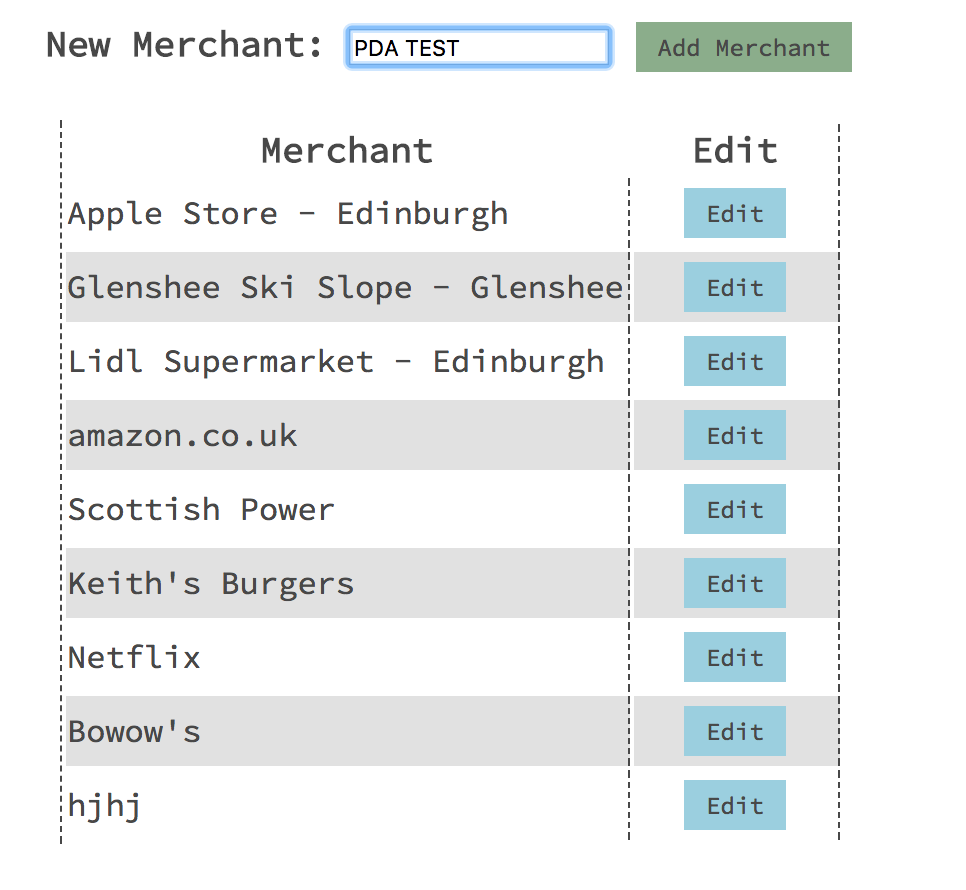 New Merchant: PDA TEST Add Merchant
Merchant Edit
Apple Store - Edinburgh Edit
Glenshee Ski Slope - Glenshee Edit
Lidl Supermarket - Edinburgh Edit
amazon.co.uk Edit
Scottish Power Edit
Keith's Burgers Edit
Netflix Edit
Bowow's Edit
hjhj Edit